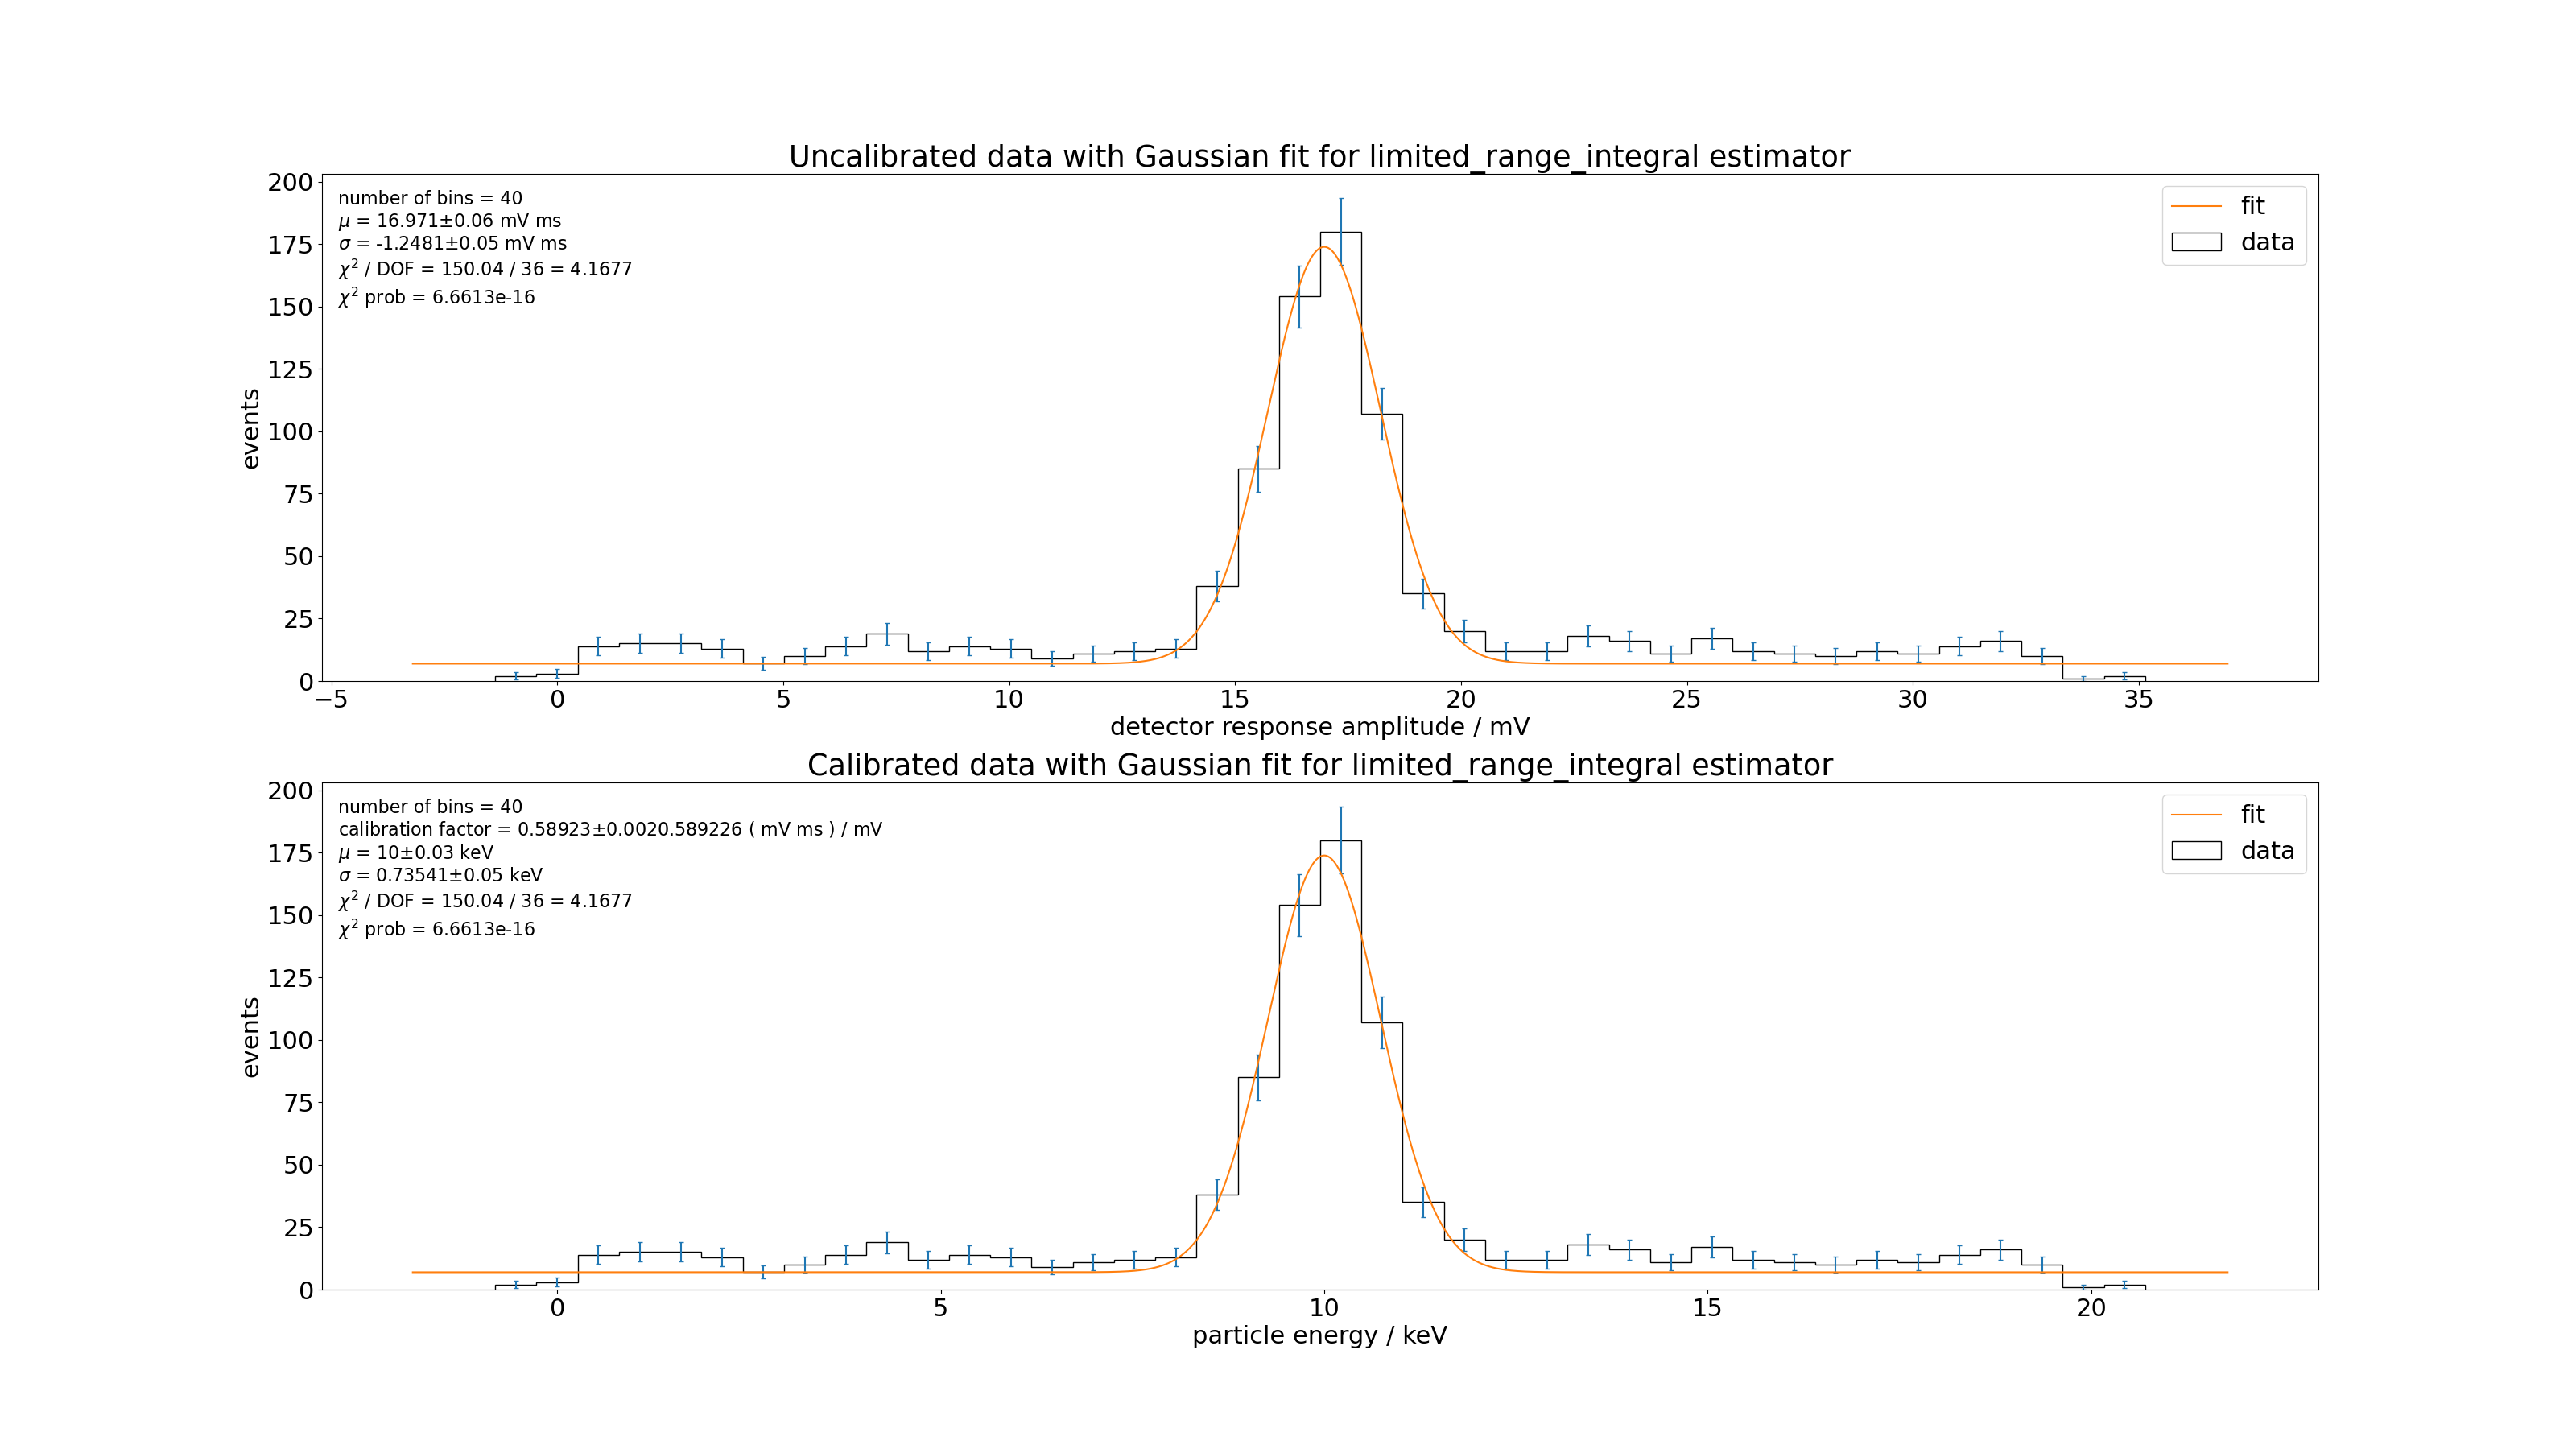 Uncalibrated data with Gaussian fit for limited_range_integral estimator
number of bins = 40
μ = 16.971±0.06 mV ms
σ = -1.2481±0.05 mV ms
χ² / DOF = 150.04 / 36 = 4.1677
χ² prob = 6.6613e-16
fit
data
200
175
150
125
100
75
50
25
0
events
−5 0 5 10 15 20 25 30 35
detector response amplitude / mV
Calibrated data with Gaussian fit for limited_range_integral estimator
number of bins = 40
calibration factor = 0.58923±0.0020.589226 ( mV ms ) / mV
μ = 10±0.03 keV
σ = 0.73541±0.05 keV
χ² / DOF = 150.04 / 36 = 4.1677
χ² prob = 6.6613e-16
fit
data
200
175
150
125
100
75
50
25
0
events
0 5 10 15 20
particle energy / keV